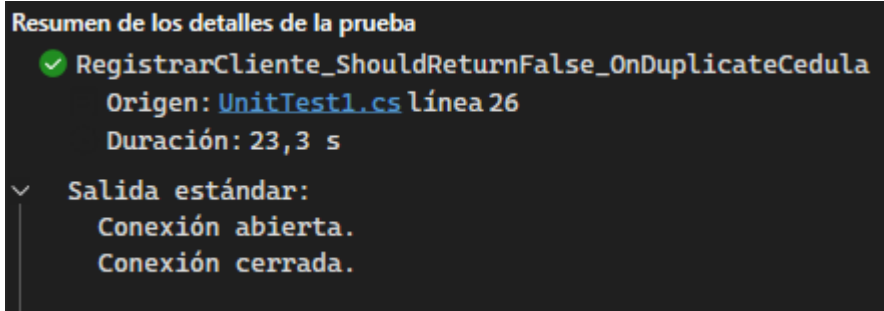 Resumen de los detalles de la prueba
RegistrarCliente_ShouldReturnFalse_OnDuplicateCedula
Origen: UnitTest1.cs línea 26
Duración: 23,3 s
Salida estándar:
Conexión abierta.
Conexión cerrada.